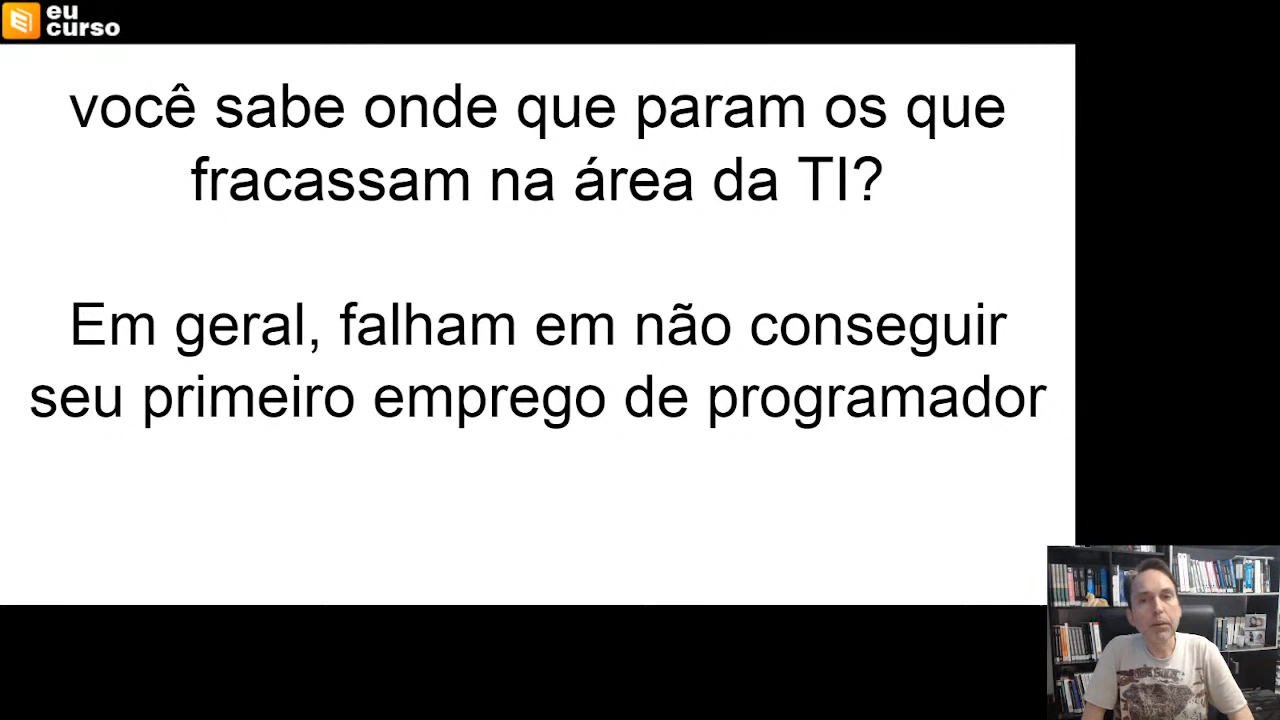 eu
curso
você sabe onde que param os que
fracassam na área da TI?
Em geral, falham em não conseguir
seu primeiro emprego de programador